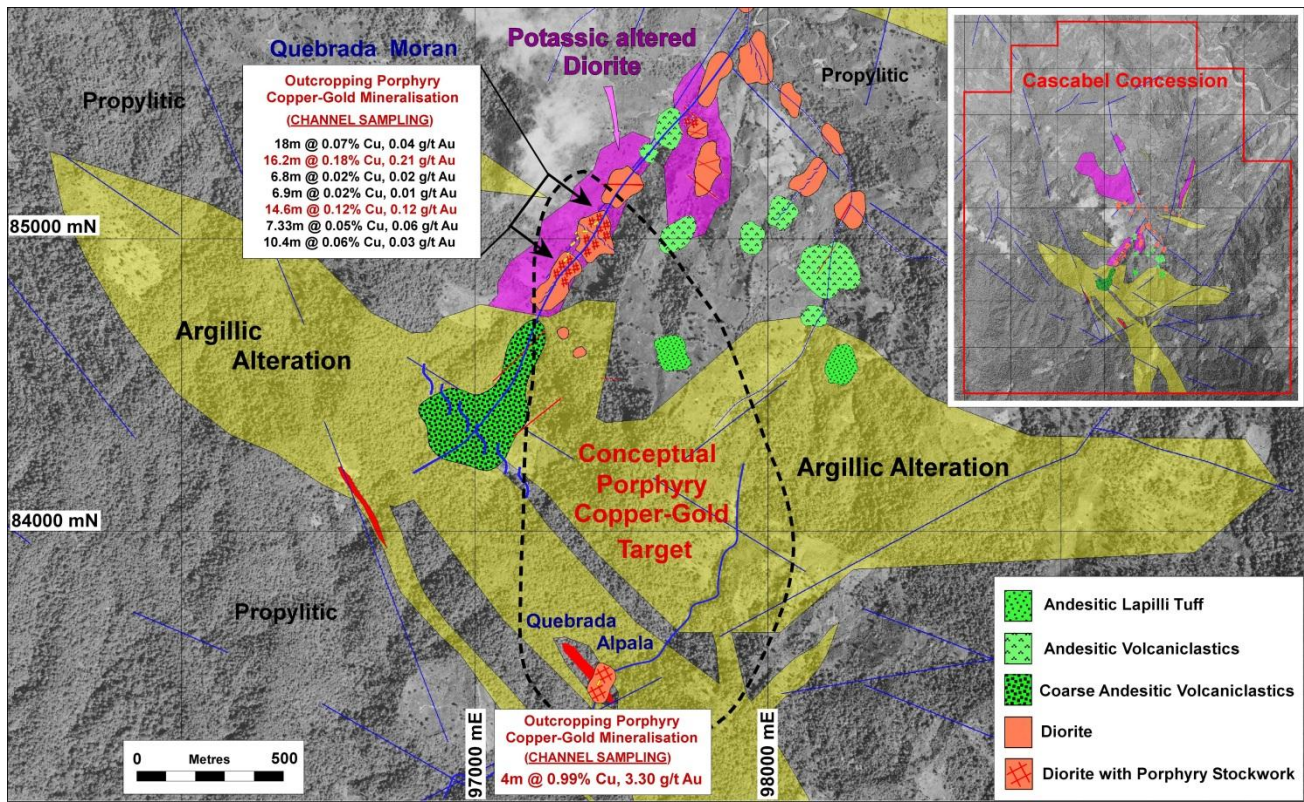 Quebrada Moran
Outcropping Porphyry
Copper-Gold Mineralisation
(CHANNEL SAMPLING)
18m @ 0.07% Cu, 0.04 g/t Au
16.2m @ 0.18% Cu, 0.21 g/t Au
6.8m @ 0.02% Cu, 0.02 g/t Au
6.9m @ 0.02% Cu, 0.01 g/t Au
14.6m @ 0.12% Cu, 0.12 g/t Au
7.33m @ 0.05% Cu, 0.06 g/t Au
10.4m @ 0.06% Cu, 0.03 g/t Au
Potassic altered
Diorite
Propylitic
Propylitic
Cascabel Concession
85000 mN
Argillic
Alteration
Conceptual
Porphyry
Copper-Gold
Target
Argillic Alteration
84000 mN
Propylitic
Quebrada
Alpala
97000 mE
98000 mE
Outcropping Porphyry
Copper-Gold Mineralisation
(CHANNEL SAMPLING)
4m @ 0.99% Cu, 3.30 g/t Au
0 Metres 500
Andesitic Lapilli Tuff
Andesitic Volcaniclastics
Coarse Andesitic Volcaniclastics
Diorite
Diorite with Porphyry Stockwork